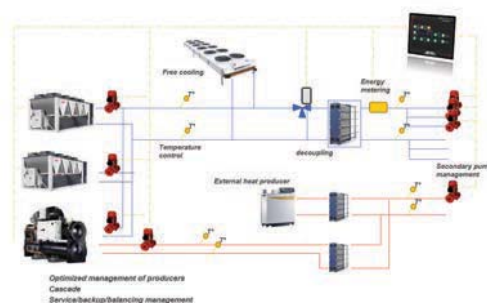 Free cooling
Energy
metering
Temperature
control
decoupling
Secondary pump
management
External heat producer
Optimized management of producers
Cascade
Service/backup/balancing management